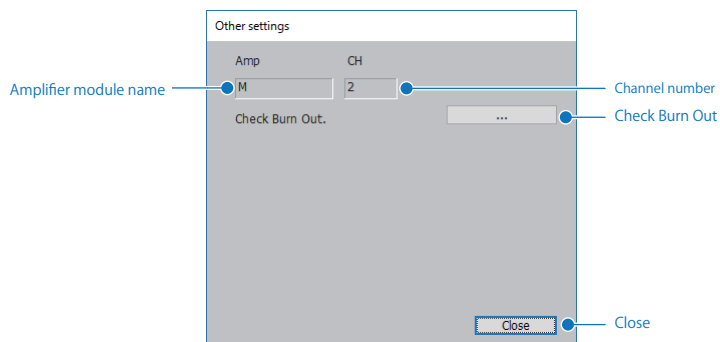 Other settings
Amp CH
Amplifier module name M 2 Channel number
Check Burn Out. ... Check Burn Out
Close Close